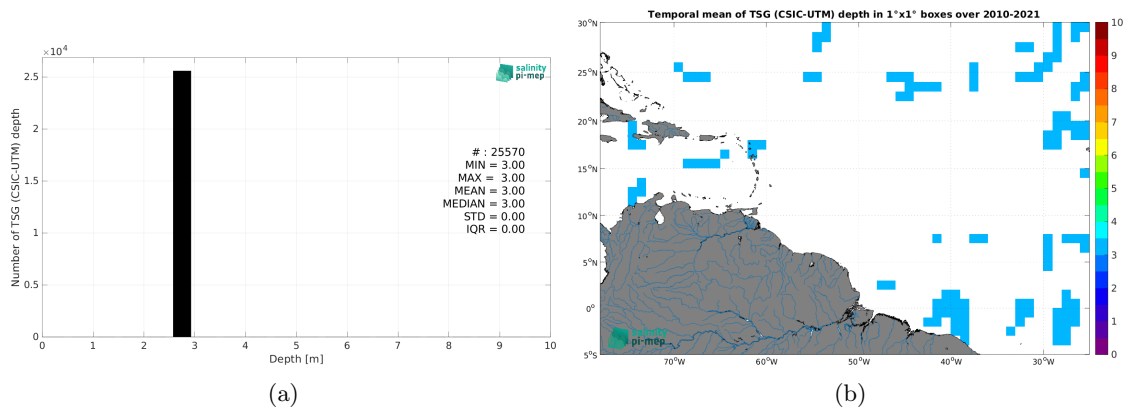 ×10⁴
2.5
2
1.5
1
0.5
0
Number of TSG (CSIC-UTM) depth
0 1 2 3 4 5 6 7 8 9 10
Depth [m]
salinity
pi-mep
# : 25570
MIN = 3.00
MAX = 3.00
MEAN = 3.00
MEDIAN = 3.00
STD = 0.00
IQR = 0.00
(a)
Temporal mean of TSG (CSIC-UTM) depth in 1°x1° boxes over 2010-2021
30°N
25°N
20°N
15°N
10°N
5°N
0°
5°S
70°W 60°W 50°W 40°W 30°W
salinity
pi-mep
10
9
8
7
6
5
4
3
2
1
0
(b)